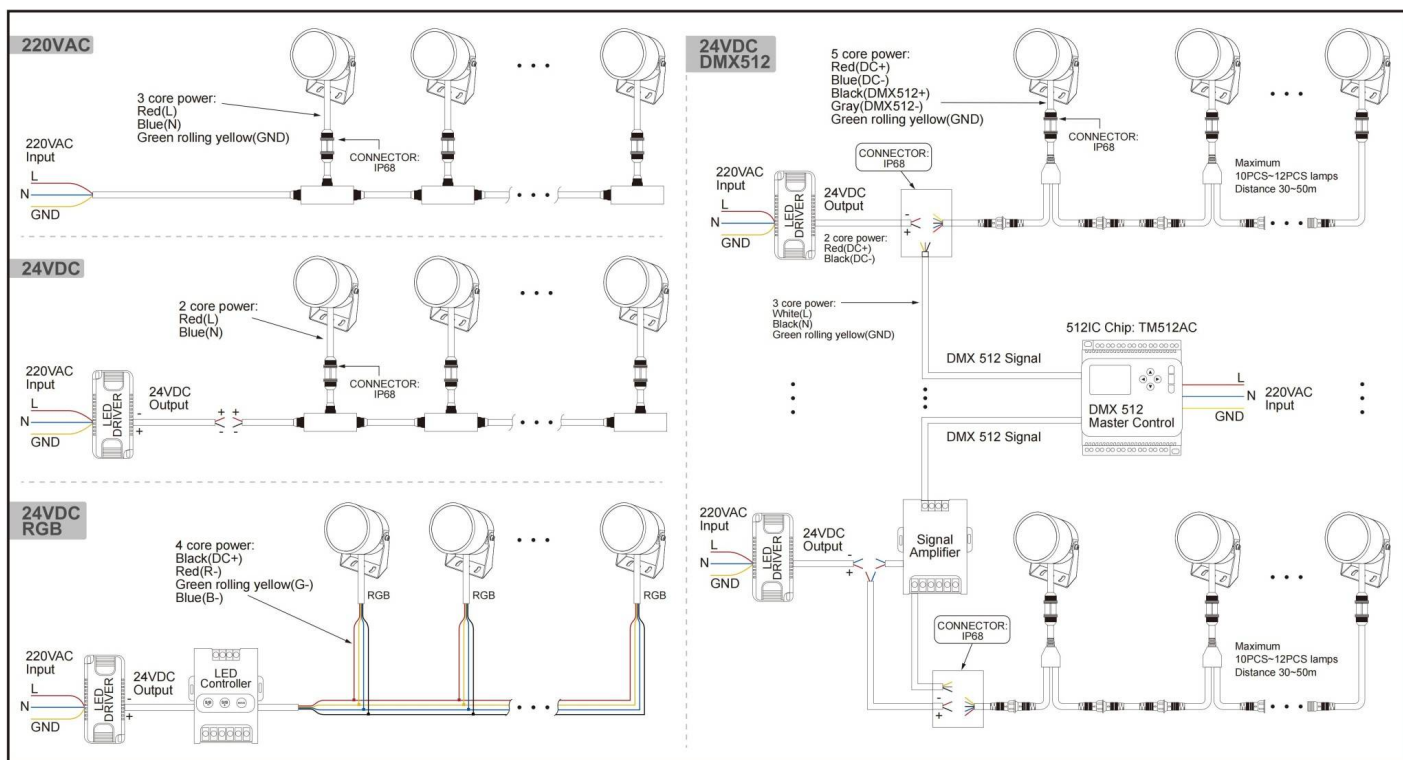 220VAC
3 core power:
Red(L)
Blue(N)
Green rolling yellow(GND)
CONNECTOR:
IP68
220VAC
Input
L
N
GND
24VDC
2 core power:
Red(L)
Blue(N)
CONNECTOR:
IP68
220VAC
Input
L
N
GND
LED
DRIVER
24VDC
Output
-
+
+ +
- -
24VDC
RGB
4 core power:
Black(DC+)
Red(R-)
Green rolling yellow(G-)
Blue(B-)
RGB
RGB
RGB
220VAC
Input
L
N
GND
LED
DRIVER
24VDC
Output
-
+
LED
Controller
24VDC
DMX512
5 core power:
Red(DC+)
Blue(DC-)
Black(DMX512+)
Gray(DMX512-)
Green rolling yellow(GND)
CONNECTOR:
IP68
CONNECTOR:
IP68
Maximum
10PCS~12PCS lamps
Distance 30~50m
220VAC
Input
L
N
GND
LED
DRIVER
24VDC
Output
-
+
2 core power:
Red(DC+)
Black(DC-)
3 core power:
White(L)
Black(N)
Green rolling yellow(GND)
512IC Chip: TM512AC
DMX 512 Signal
DMX 512
Master Control
L
N
GND
220VAC
Input
DMX 512 Signal
220VAC
Input
L
N
GND
LED
DRIVER
24VDC
Output
-
+
Signal
Amplifier
CONNECTOR:
IP68
-
+
Maximum
10PCS~12PCS lamps
Distance 30~50m